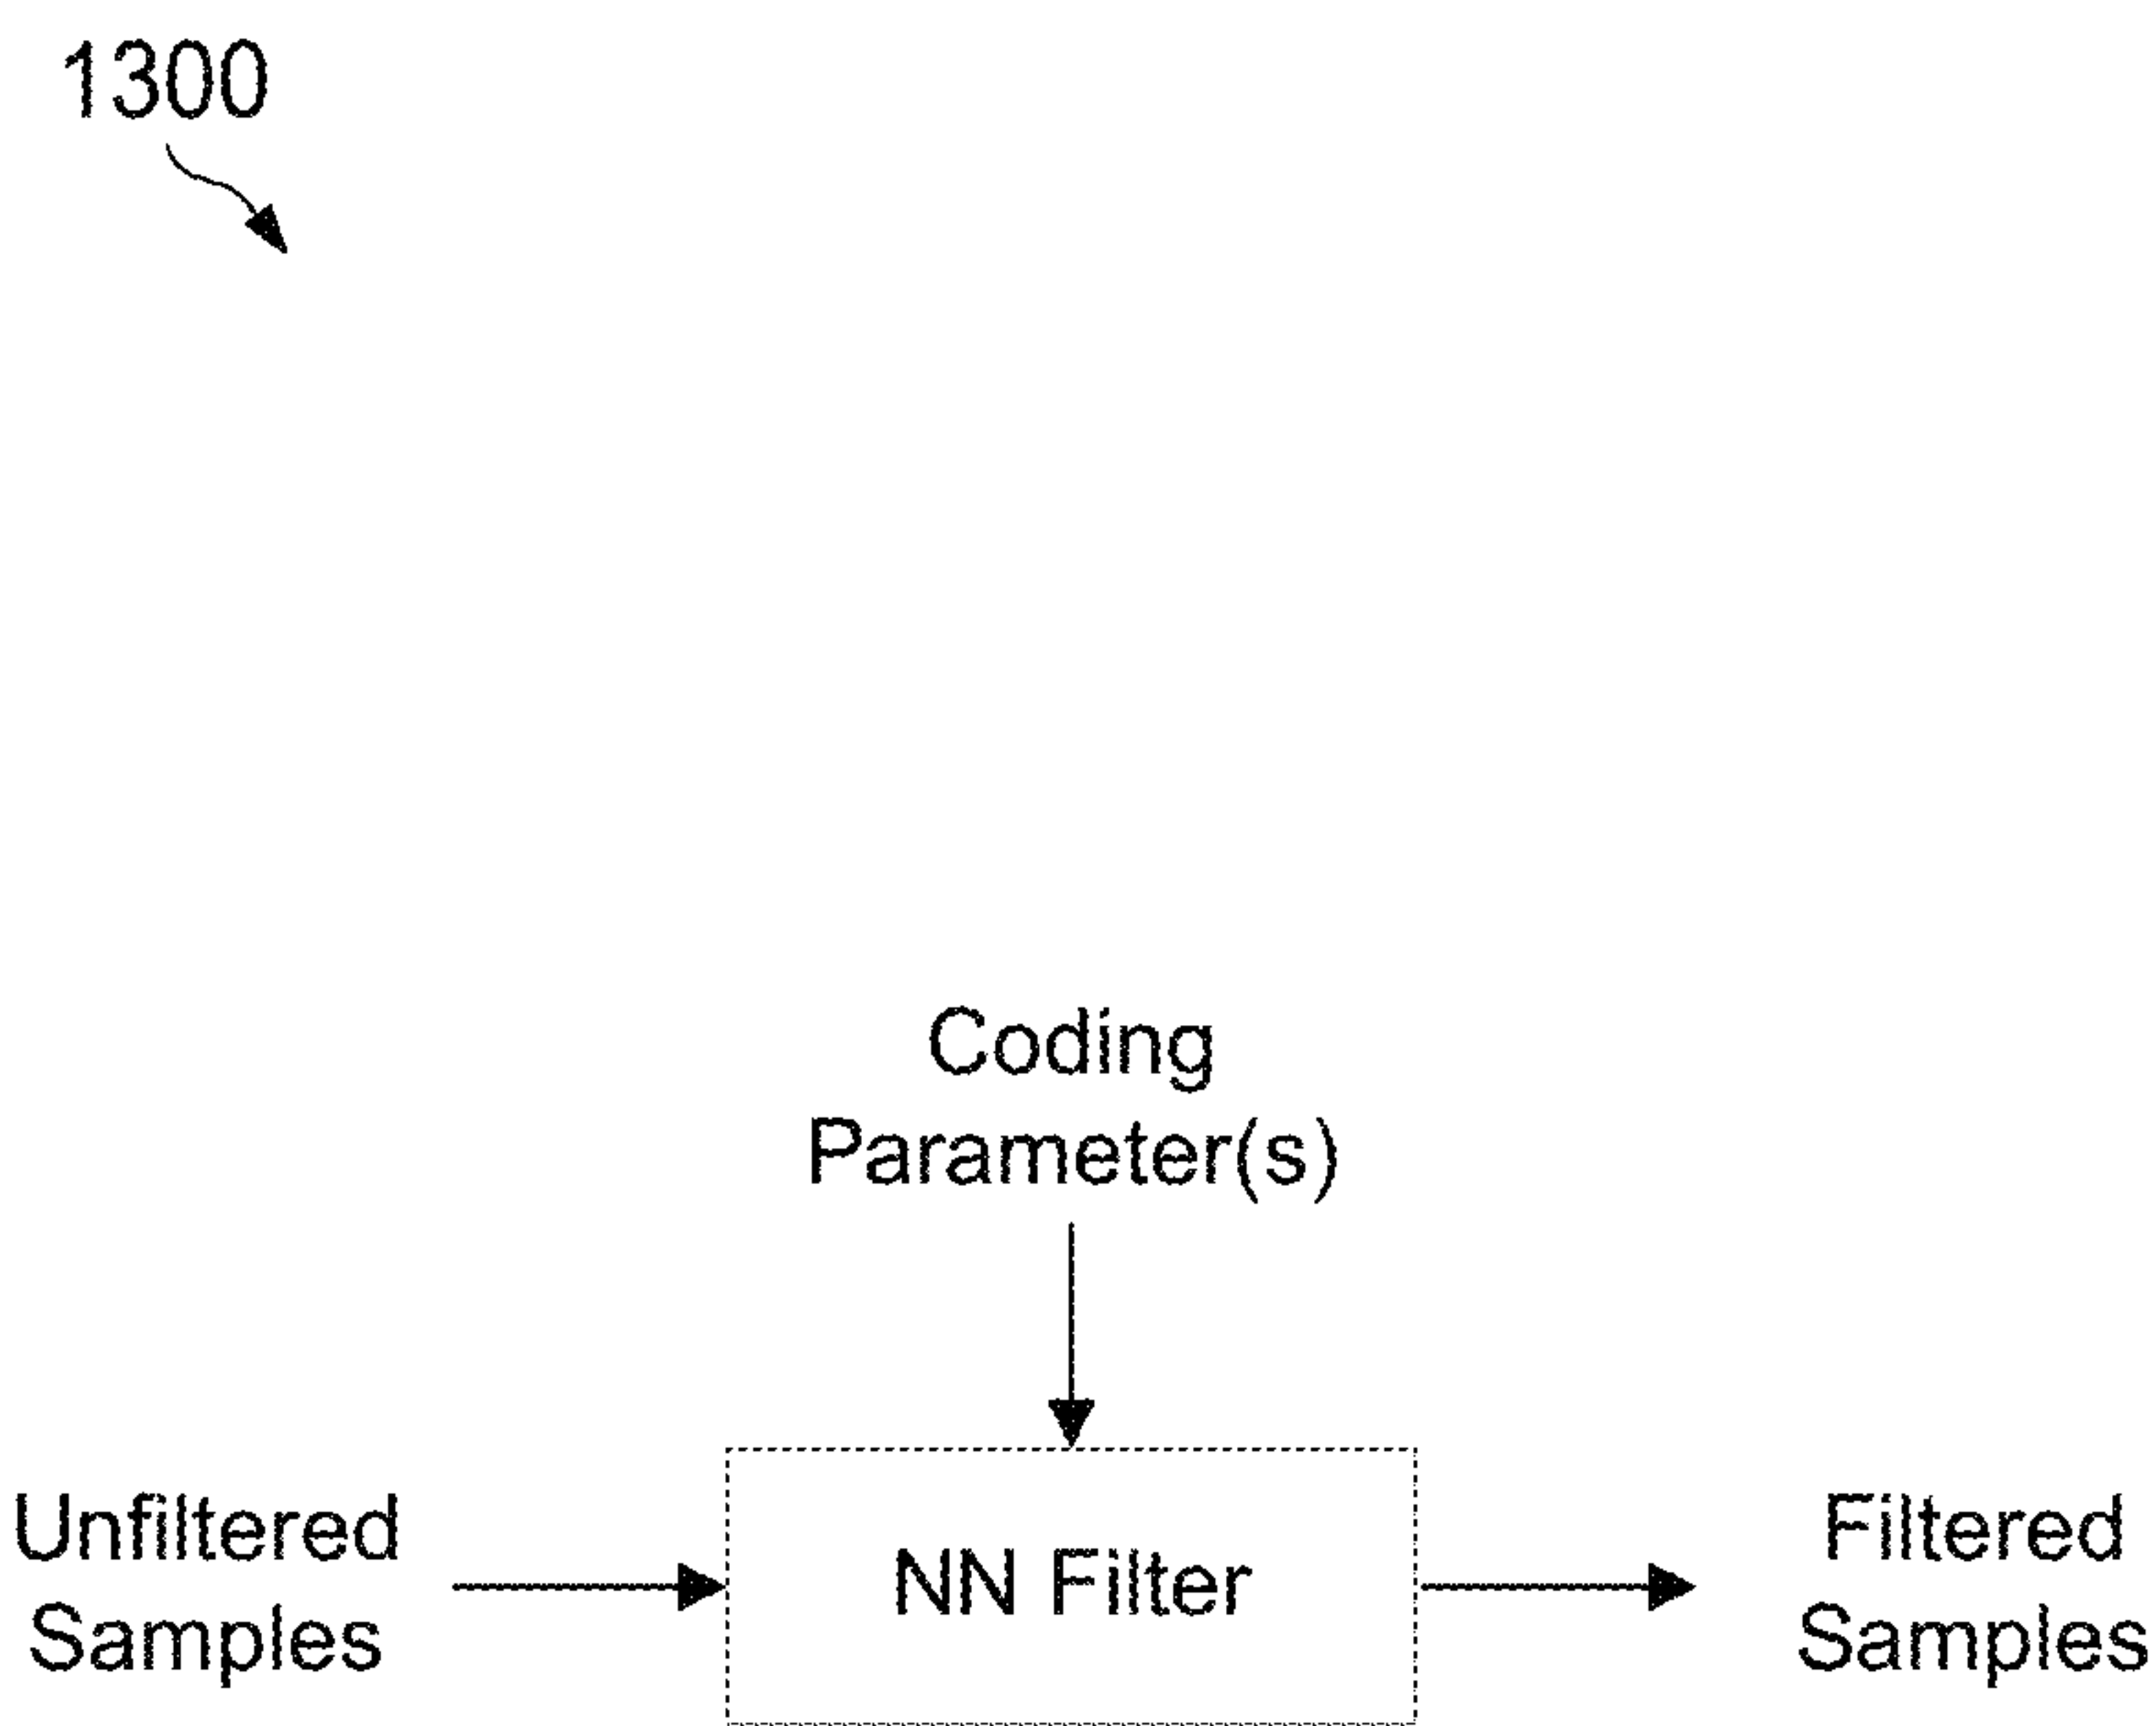 1300
Coding
Parameter(s)
Unfiltered
Samples
NN Filter
Filtered
Samples